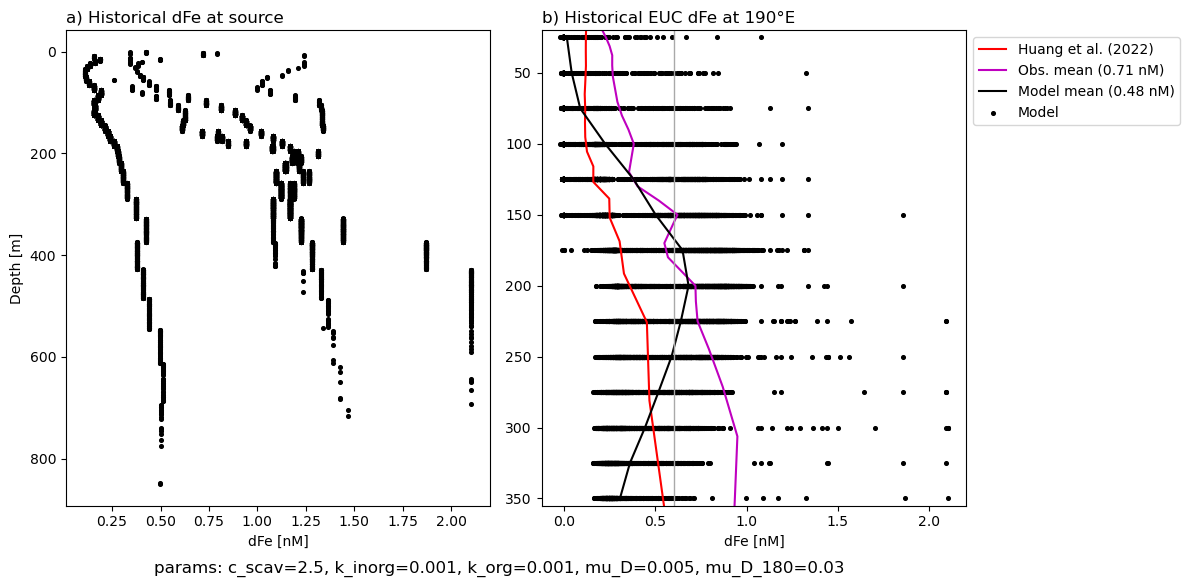 a) Historical dFe at source
b) Historical EUC dFe at 190°E
0
200
400
600
800
Depth [m]
0.25 0.50 0.75 1.00 1.25 1.50 1.75 2.00
dFe [nM]
50
100
150
200
250
300
350
0.0 0.5 1.0 1.5 2.0
dFe [nM]
Huang et al. (2022)
Obs. mean (0.71 nM)
Model mean (0.48 nM)
Model
params: c_scav=2.5, k_inorg=0.001, k_org=0.001, mu_D=0.005, mu_D_180=0.03